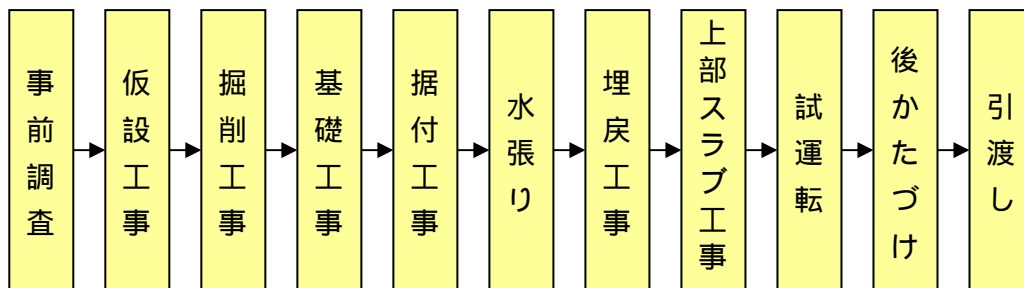 事前調査
仮設工事
掘削工事
基礎工事
据付工事
水張り
埋戻工事
上部スラブ工事
試運転
後かたづけ
引渡し